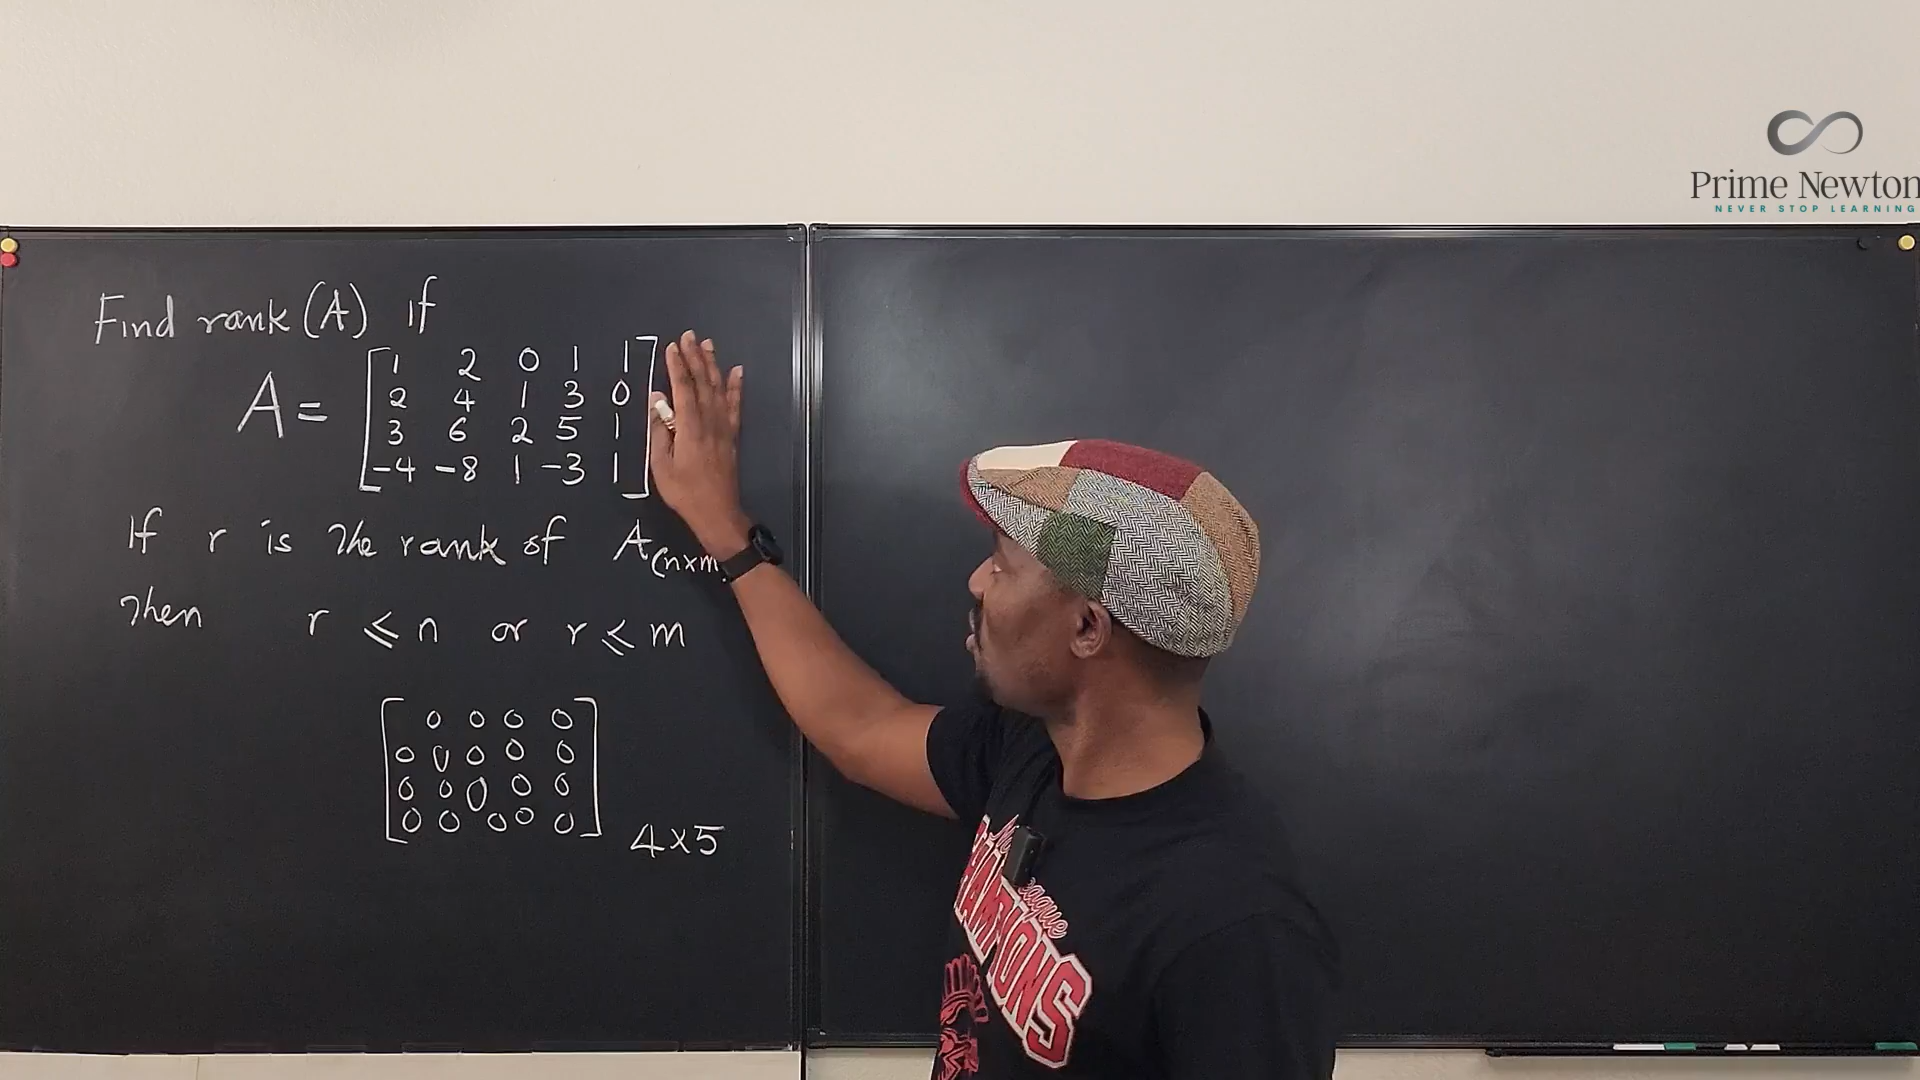 Prime Newton
NEVER STOP LEARNING
Find rank (A) if
A = [1 2 0 1 1
2 4 1 3 0
3 6 2 5 1
-4 -8 1 -3 1]
If r is the rank of A(n×m
Then r ⩽ n or r ⩽ m
[0 0 0 0
0 0 0 0 0
0 0 0 0 0
0 0 0 0 0] 4×5
League
CHAMPIONS